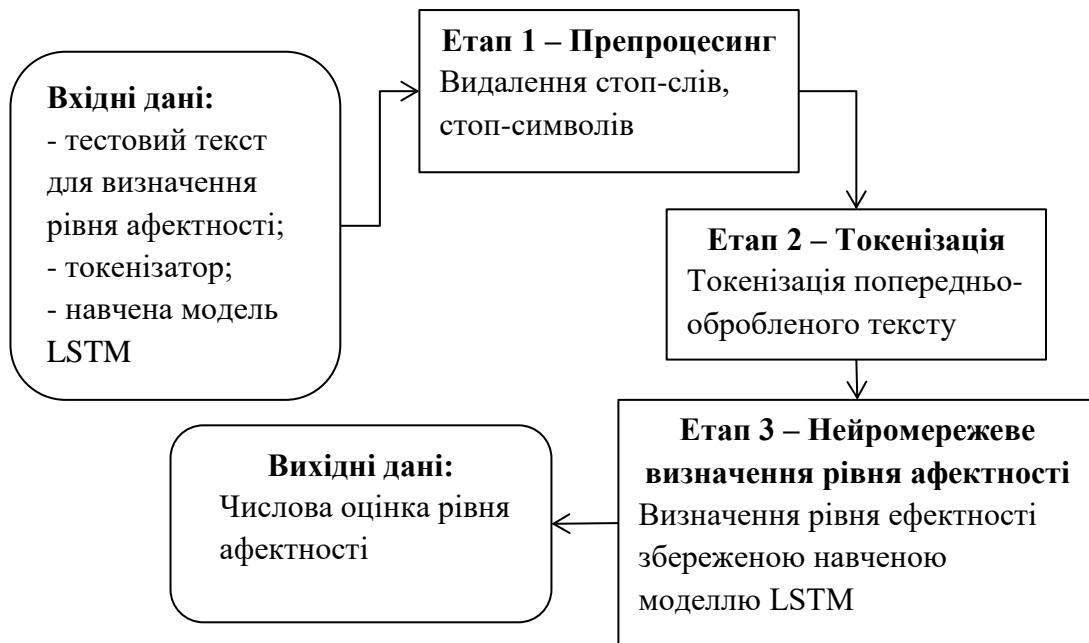 Вхідні дані:
- тестовий текст
для визначення
рівня афектності;
- токенізатор;
- навчена модель
LSTM
Етап 1 – Препроцесинг
Видалення стоп-слів,
стоп-символів
Етап 2 – Токенізація
Токенізація попередньо-
обробленого тексту
Етап 3 – Нейромережеве
визначення рівня афектності
Визначення рівня ефектності
збереженою навченою
моделлю LSTM
Вихідні дані:
Числова оцінка рівня
афектності